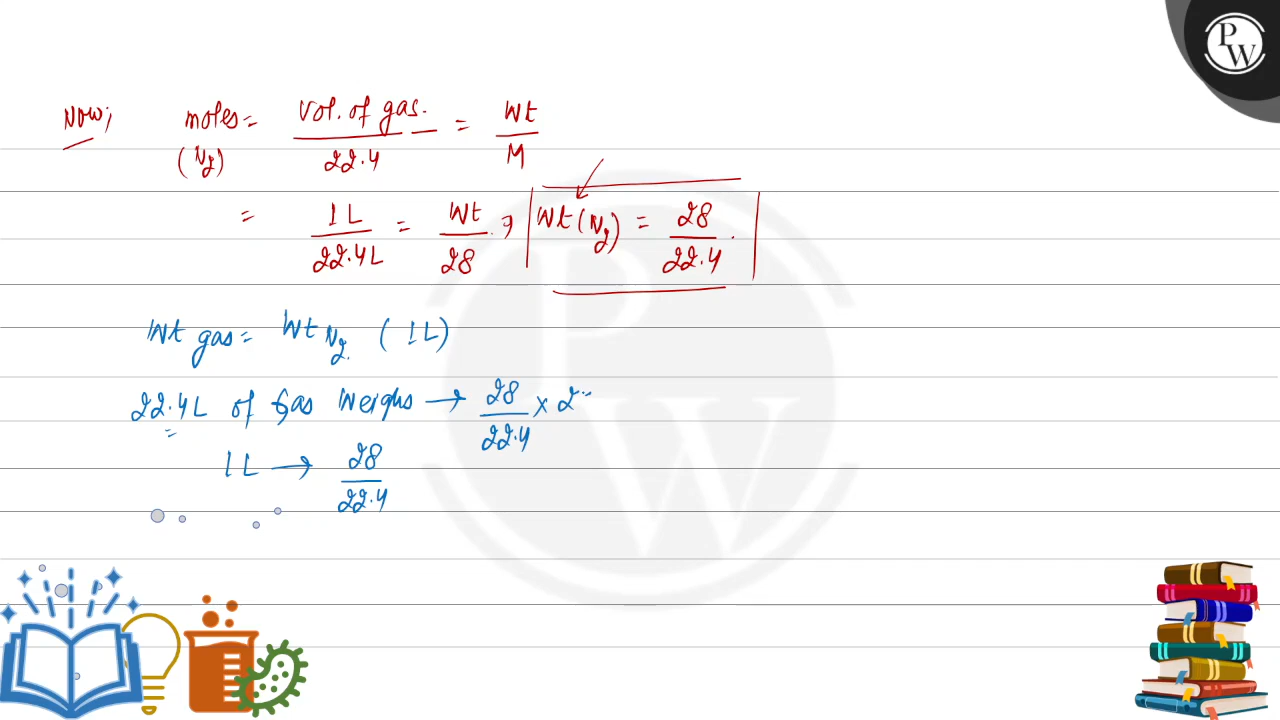 P
W
Now; moles = Vol. of gas. / 22.4 = Wt / M
(N2)
= 1L / 22.4L = Wt / 28 . ⇒ Wt (N2) = 28 / 22.4 .
Wt gas = Wt N2. (1L)
22.4L of Gas Weighs → 28 / 22.4 × 2
1L → 28 / 22.4